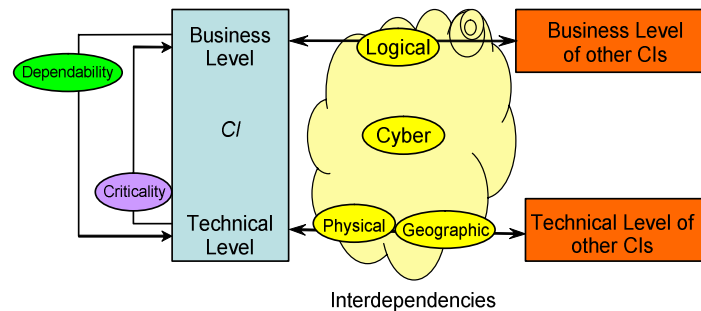 Business
Level
Dependability
CI
Criticality
Technical
Level
Logical
Cyber
Physical
Geographic
Interdependencies
Business Level
of other CIs
Technical Level of
other CIs